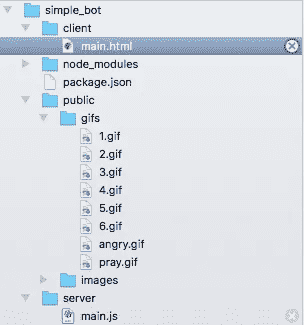 simple_bot
client
main.html
node_modules
package.json
public
gifs
1.gif
2.gif
3.gif
4.gif
5.gif
6.gif
angry.gif
pray.gif
images
server
main.js